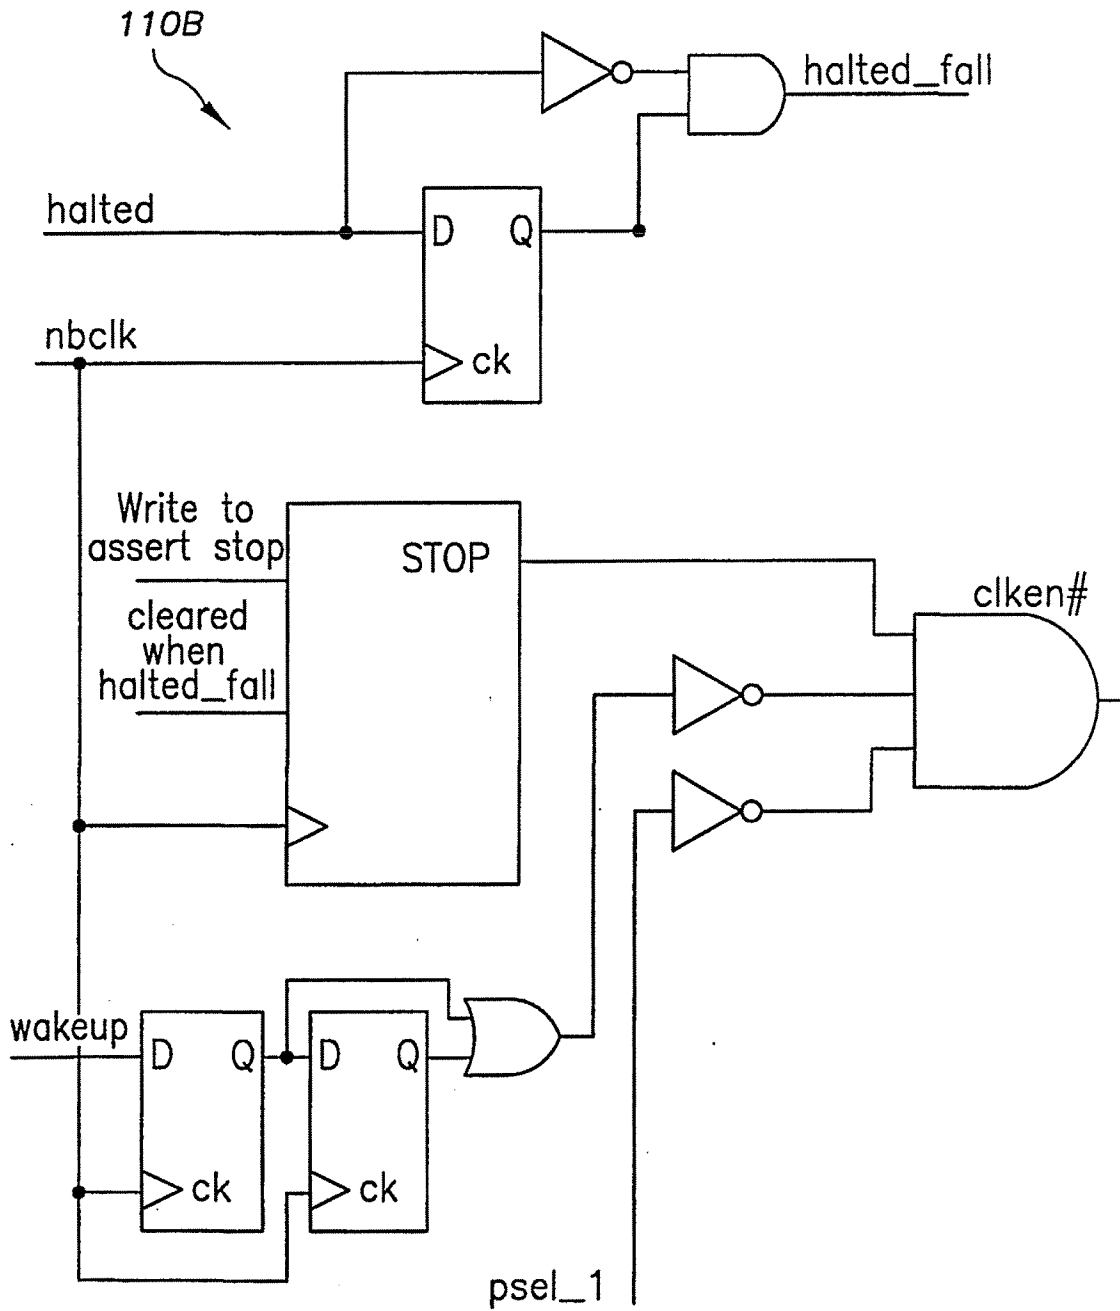 110B
halted_fall
halted
D Q
nbclk
ck
Write to
assert stop
STOP
cleared
when
halted_fall
clken#
wakeup
D Q D Q
ck ck
psel_1